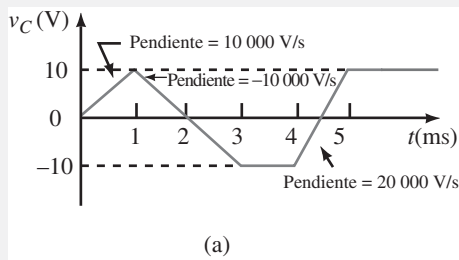 v_C (V)
Pendiente = 10 000 V/s
10
Pendiente = −10 000 V/s
0
1 2 3 4 5 t(ms)
−10
Pendiente = 20 000 V/s
(a)